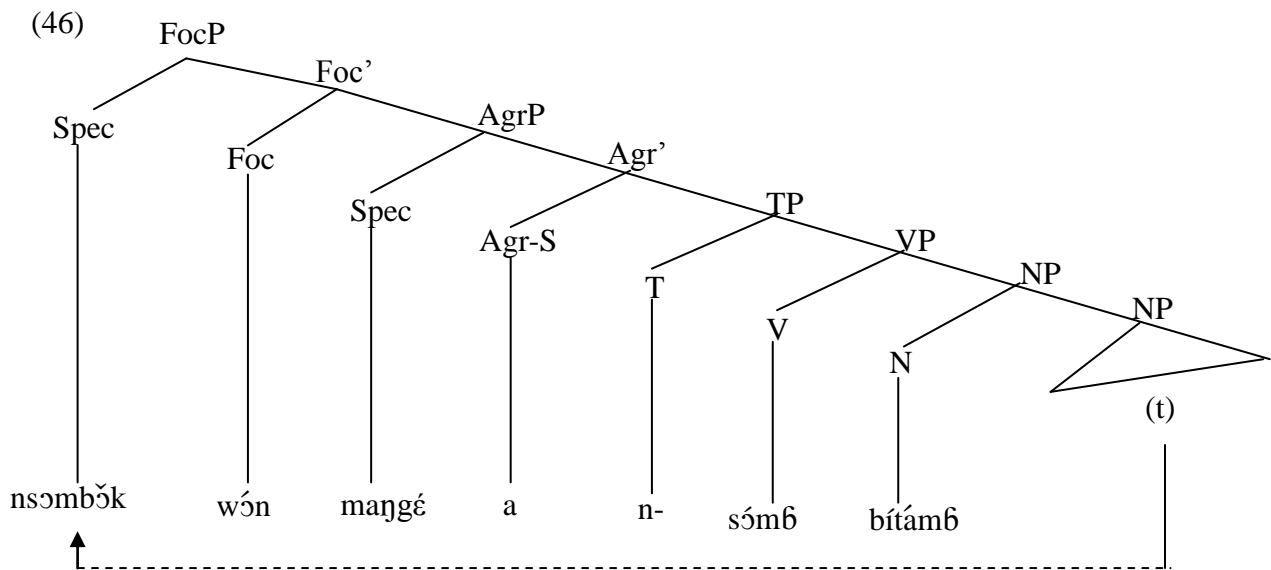 (46)
FocP
Foc’
Spec
AgrP
Foc
Agr’
Spec
TP
Agr-S
VP
T
NP
V
NP
N
(t)
nsɔmbɔ̌k wɔ́n maŋgɛ́ a n- sɔ́mɓ bítámɓ